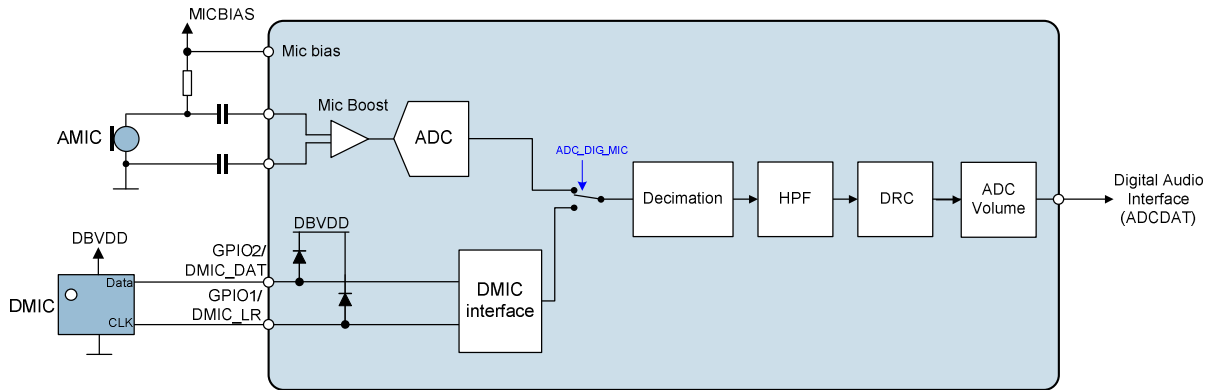 MICBIAS
Mic bias
Mic Boost
AMIC
ADC
ADC_DIG_MIC
Decimation
HPF
DRC
ADC
Volume
Digital Audio
Interface
(ADCDAT)
DBVDD
DBVDD
GPIO2/
DMIC_DAT
GPIO1/
DMIC_LR
DMIC
Data
CLK
DMIC
interface